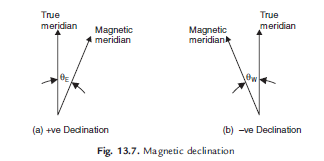 True
meridian
Magnetic
meridian
θE
(a) +ve Declination
Magnetic
meridian
True
meridian
θW
(b) –ve Declination
Fig. 13.7. Magnetic declination